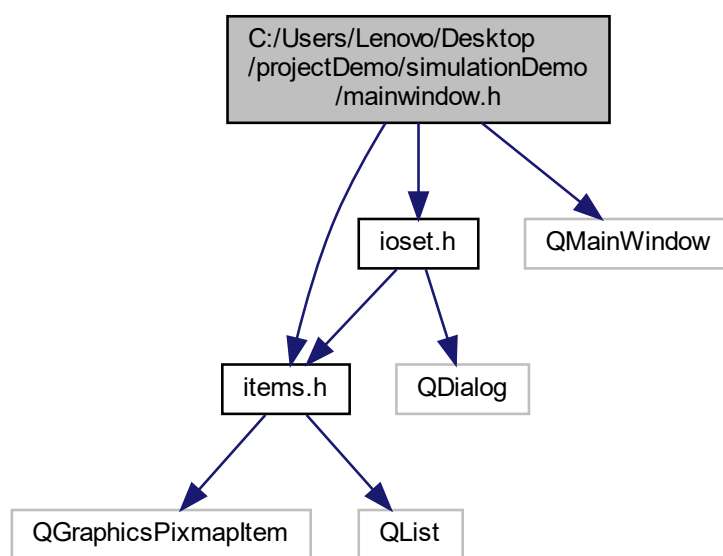 C:/Users/Lenovo/Desktop
/projectDemo/simulationDemo
/mainwindow.h
ioset.h
QMainWindow
items.h
QDialog
QGraphicsPixmapItem
QList